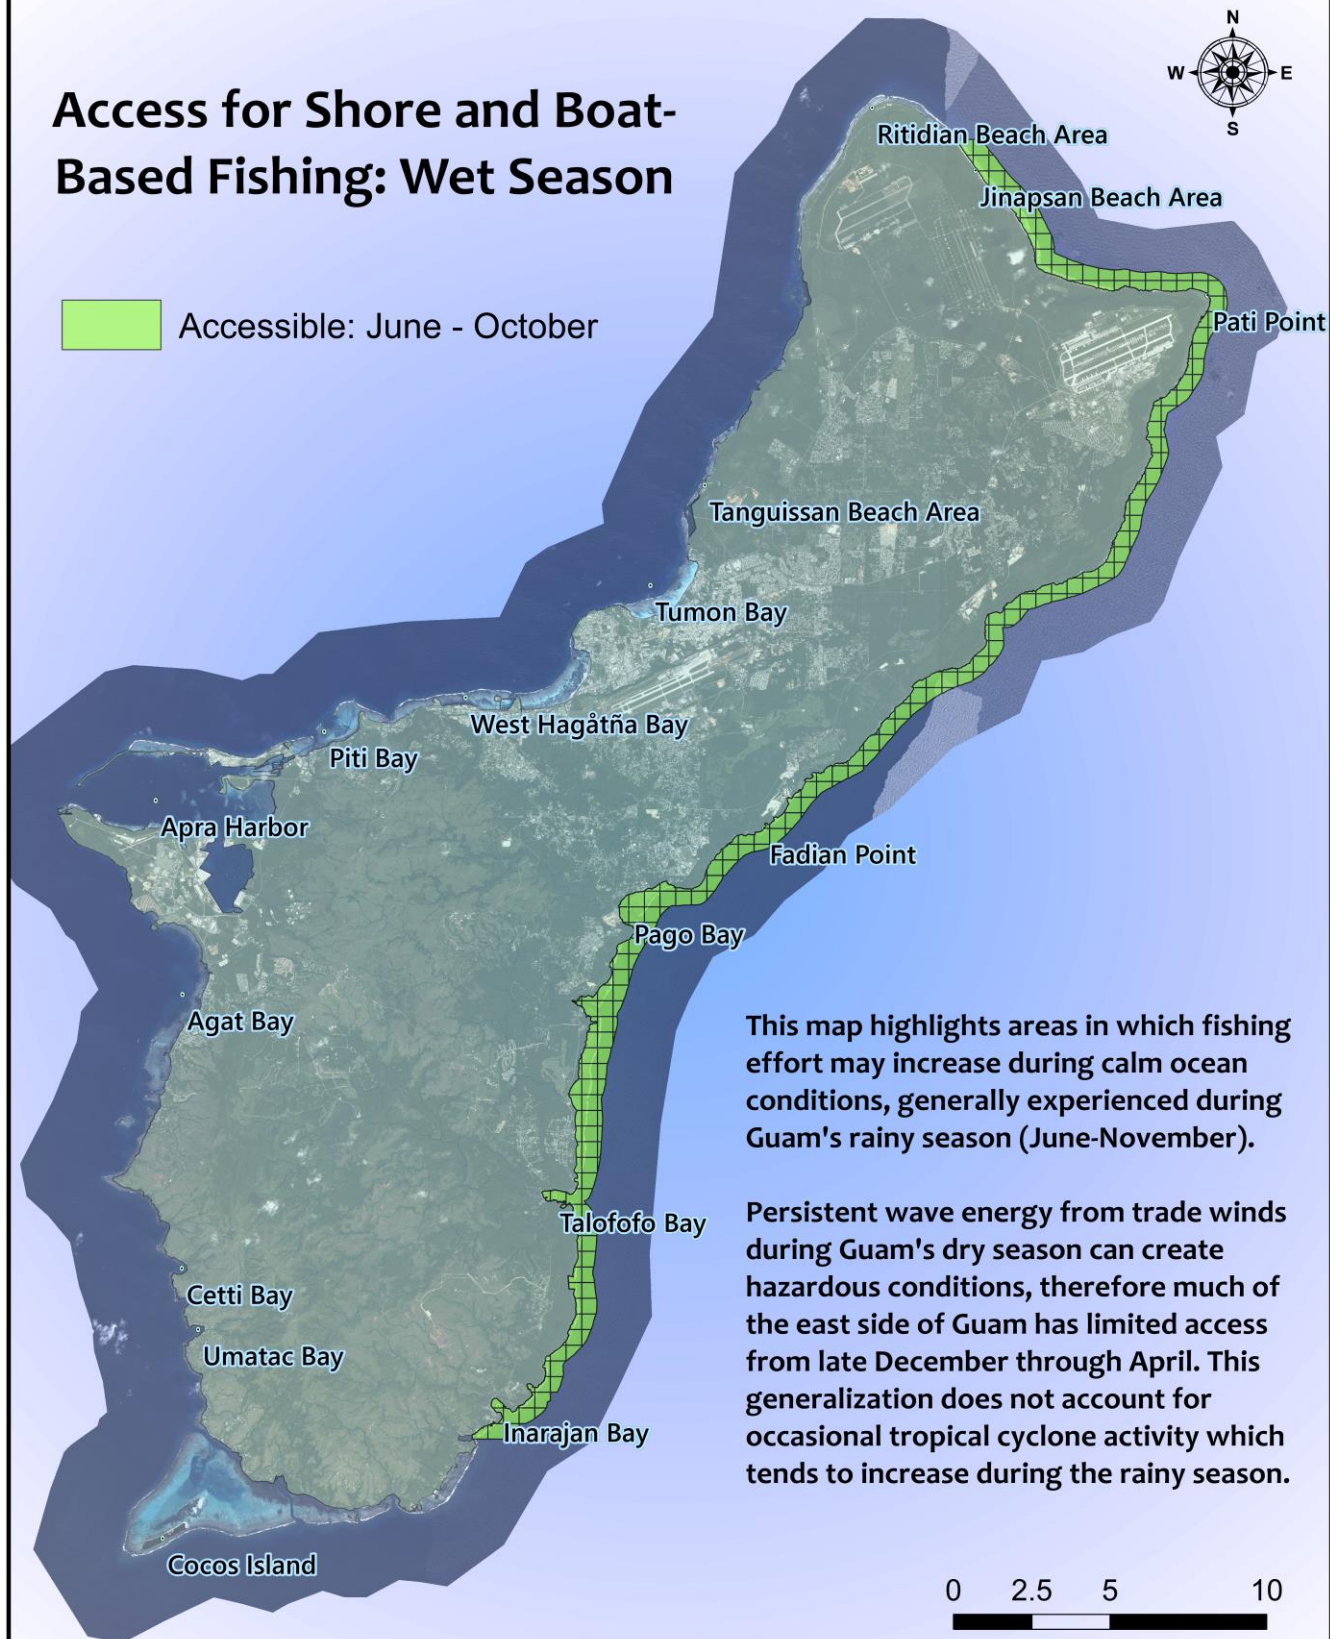 N
W E
S
Access for Shore and Boat-
Based Fishing: Wet Season
Accessible: June - October
Ritidian Beach Area
Jinapsan Beach Area
Pati Point
Tanguissan Beach Area
Tumon Bay
West Hagåtña Bay
Piti Bay
Apra Harbor
Fadian Point
Pago Bay
Agat Bay
Talofofo Bay
Cetti Bay
Umatac Bay
Inarajan Bay
Cocos Island
This map highlights areas in which fishing
effort may increase during calm ocean
conditions, generally experienced during
Guam's rainy season (June-November).
Persistent wave energy from trade winds
during Guam's dry season can create
hazardous conditions, therefore much of
the east side of Guam has limited access
from late December through April. This
generalization does not account for
occasional tropical cyclone activity which
tends to increase during the rainy season.
0 2.5 5 10